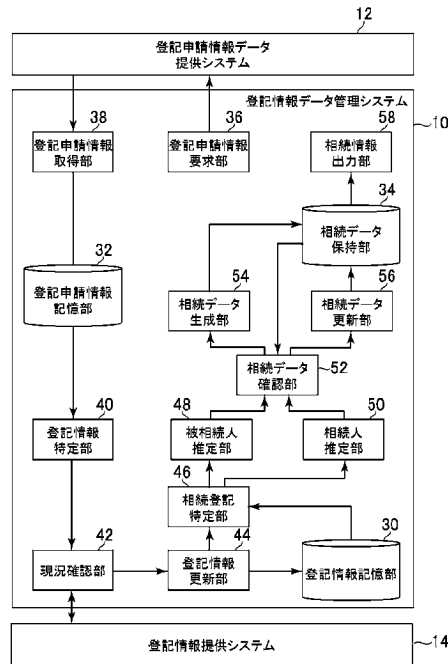 12
登記申請情報データ
提供システム
登記情報データ管理システム
10
38
登記申請情報
取得部
36
登記申請情報
要求部
58
相続情報
出力部
34
相続データ
保持部
32
登記申請情報
記憶部
54
相続データ
生成部
56
相続データ
更新部
相続データ
確認部
52
40
登記情報
特定部
48
被相続人
推定部
50
相続人
推定部
46
相続登記
特定部
42
現況確認部
44
登記情報
更新部
30
登記情報記憶部
登記情報提供システム
14